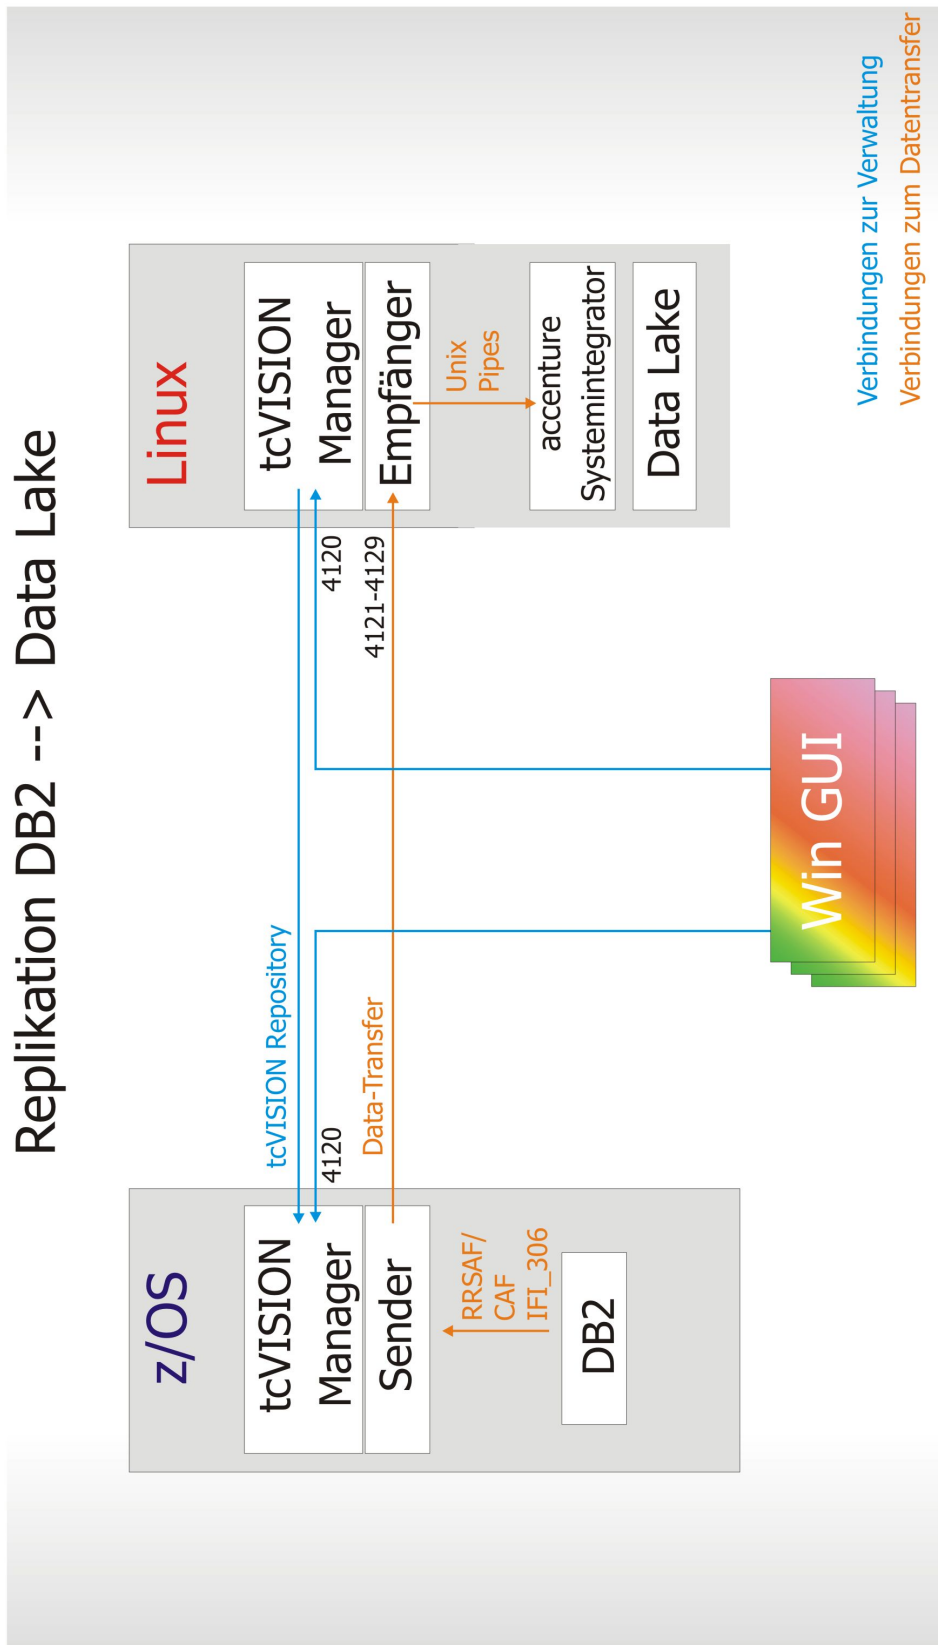 Replikation DB2 --> Data Lake
z/OS
tcVISION
Manager
Sender
RRSAF/
CAF
IFI_306
DB2
tcVISION Repository
4120
Data-Transfer
4120
4121-4129
Linux
tcVISION
Manager
Empfänger
Unix
Pipes
accenture
Systemintegrator
Data Lake
Win GUI
Verbindungen zur Verwaltung
Verbindungen zum Datentransfer